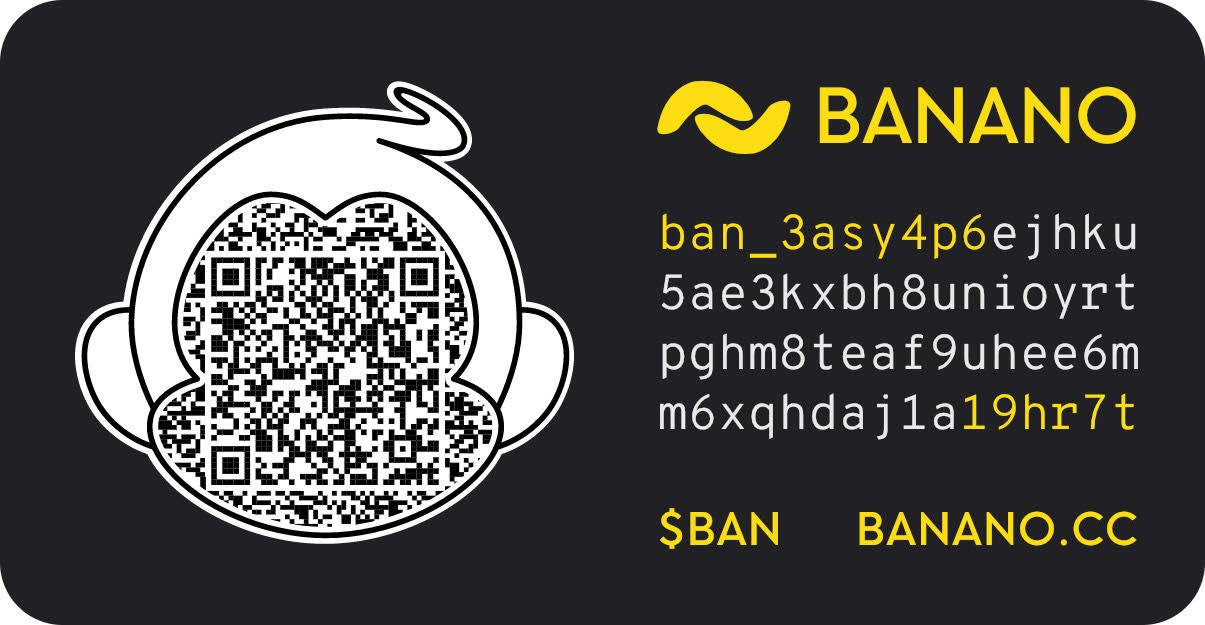 BANANO
ban_3asy4p6ejhku
5ae3kxbh8unioyrt
pghm8teaf9uhee6m
m6xqhdaj1a19hr7t
$BAN BANANO.CC